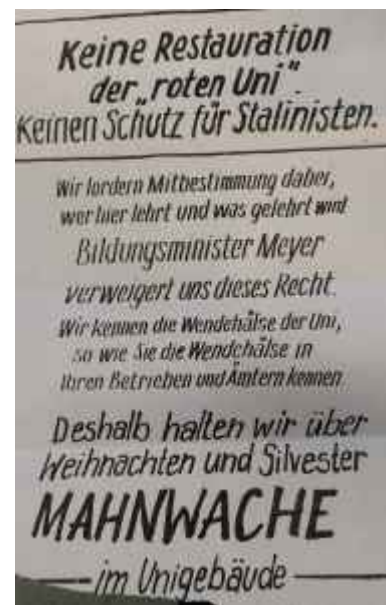 Keine Restauration
der „roten Uni".
Keinen Schutz für Stalinisten.
Wir fordern Mitbestimmung dabei,
wer hier lehrt und was gelehrt wird
Bildungsminister Meyer
verweigert uns dieses Recht.
Wir kennen die Wendehälse der Uni,
so wie Sie die Wendehälse in
Ihren Betrieben und Ämtern kennen
Deshalb halten wir über
Weihnachten und Silvester
MAHNWACHE
im Unigebäude